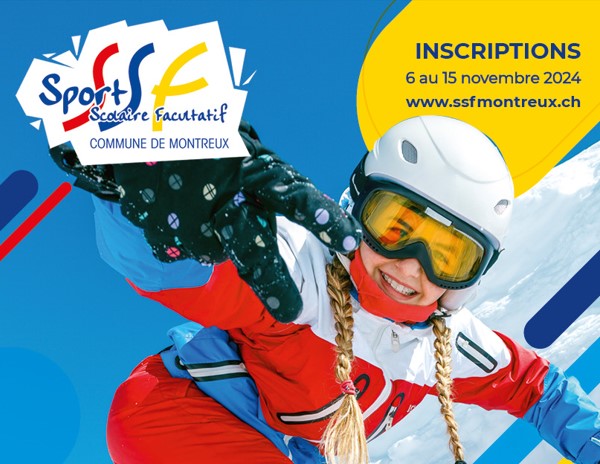 Sport
SSF
Scolaire Facultatif
COMMUNE DE MONTREUX
INSCRIPTIONS
6 au 15 novembre 2024
www.ssfmontreux.ch